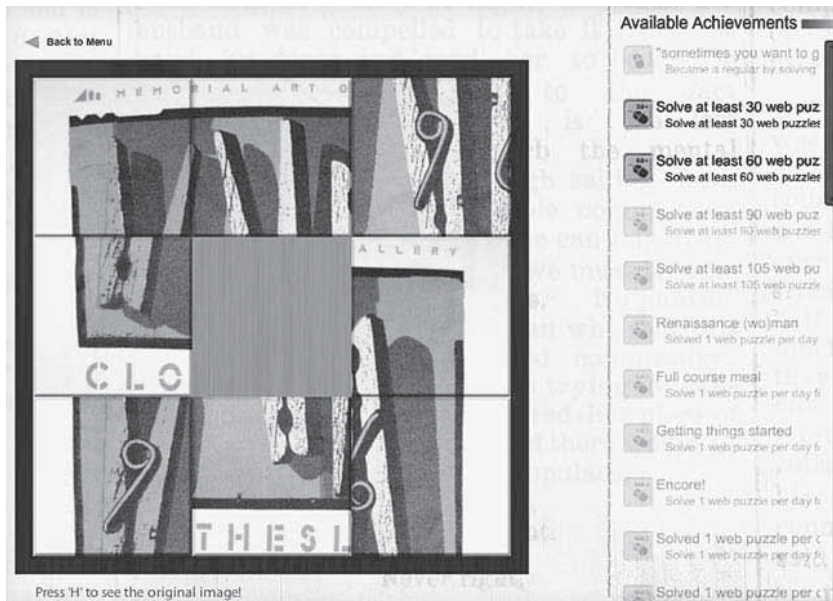 Available Achievements
Back to Menu
"sometimes you want to g
Became a regular by solving
Solve at least 30 web puz
Solve at least 30 web puzzles
Solve at least 60 web puz
Solve at least 60 web puzzles
Solve at least 90 web puz
Solve at least 90 web puzzles
Solve at least 105 web pu
Solve at least 105 web puzzles
Renaissance (wo)man
Solved 1 web puzzle per day
Full course meal
Solve 1 web puzzle per day fo
Getting things started
Solve 1 web puzzle per day fo
Encore!
Solve 1 web puzzle per day fo
Solved 1 web puzzle per d
Solve 1 web puzzle per day fo
Solved 1 web puzzle per d
MEMORIAL ART G
ALLERY
CLO
THESL
Press 'H' to see the original image!